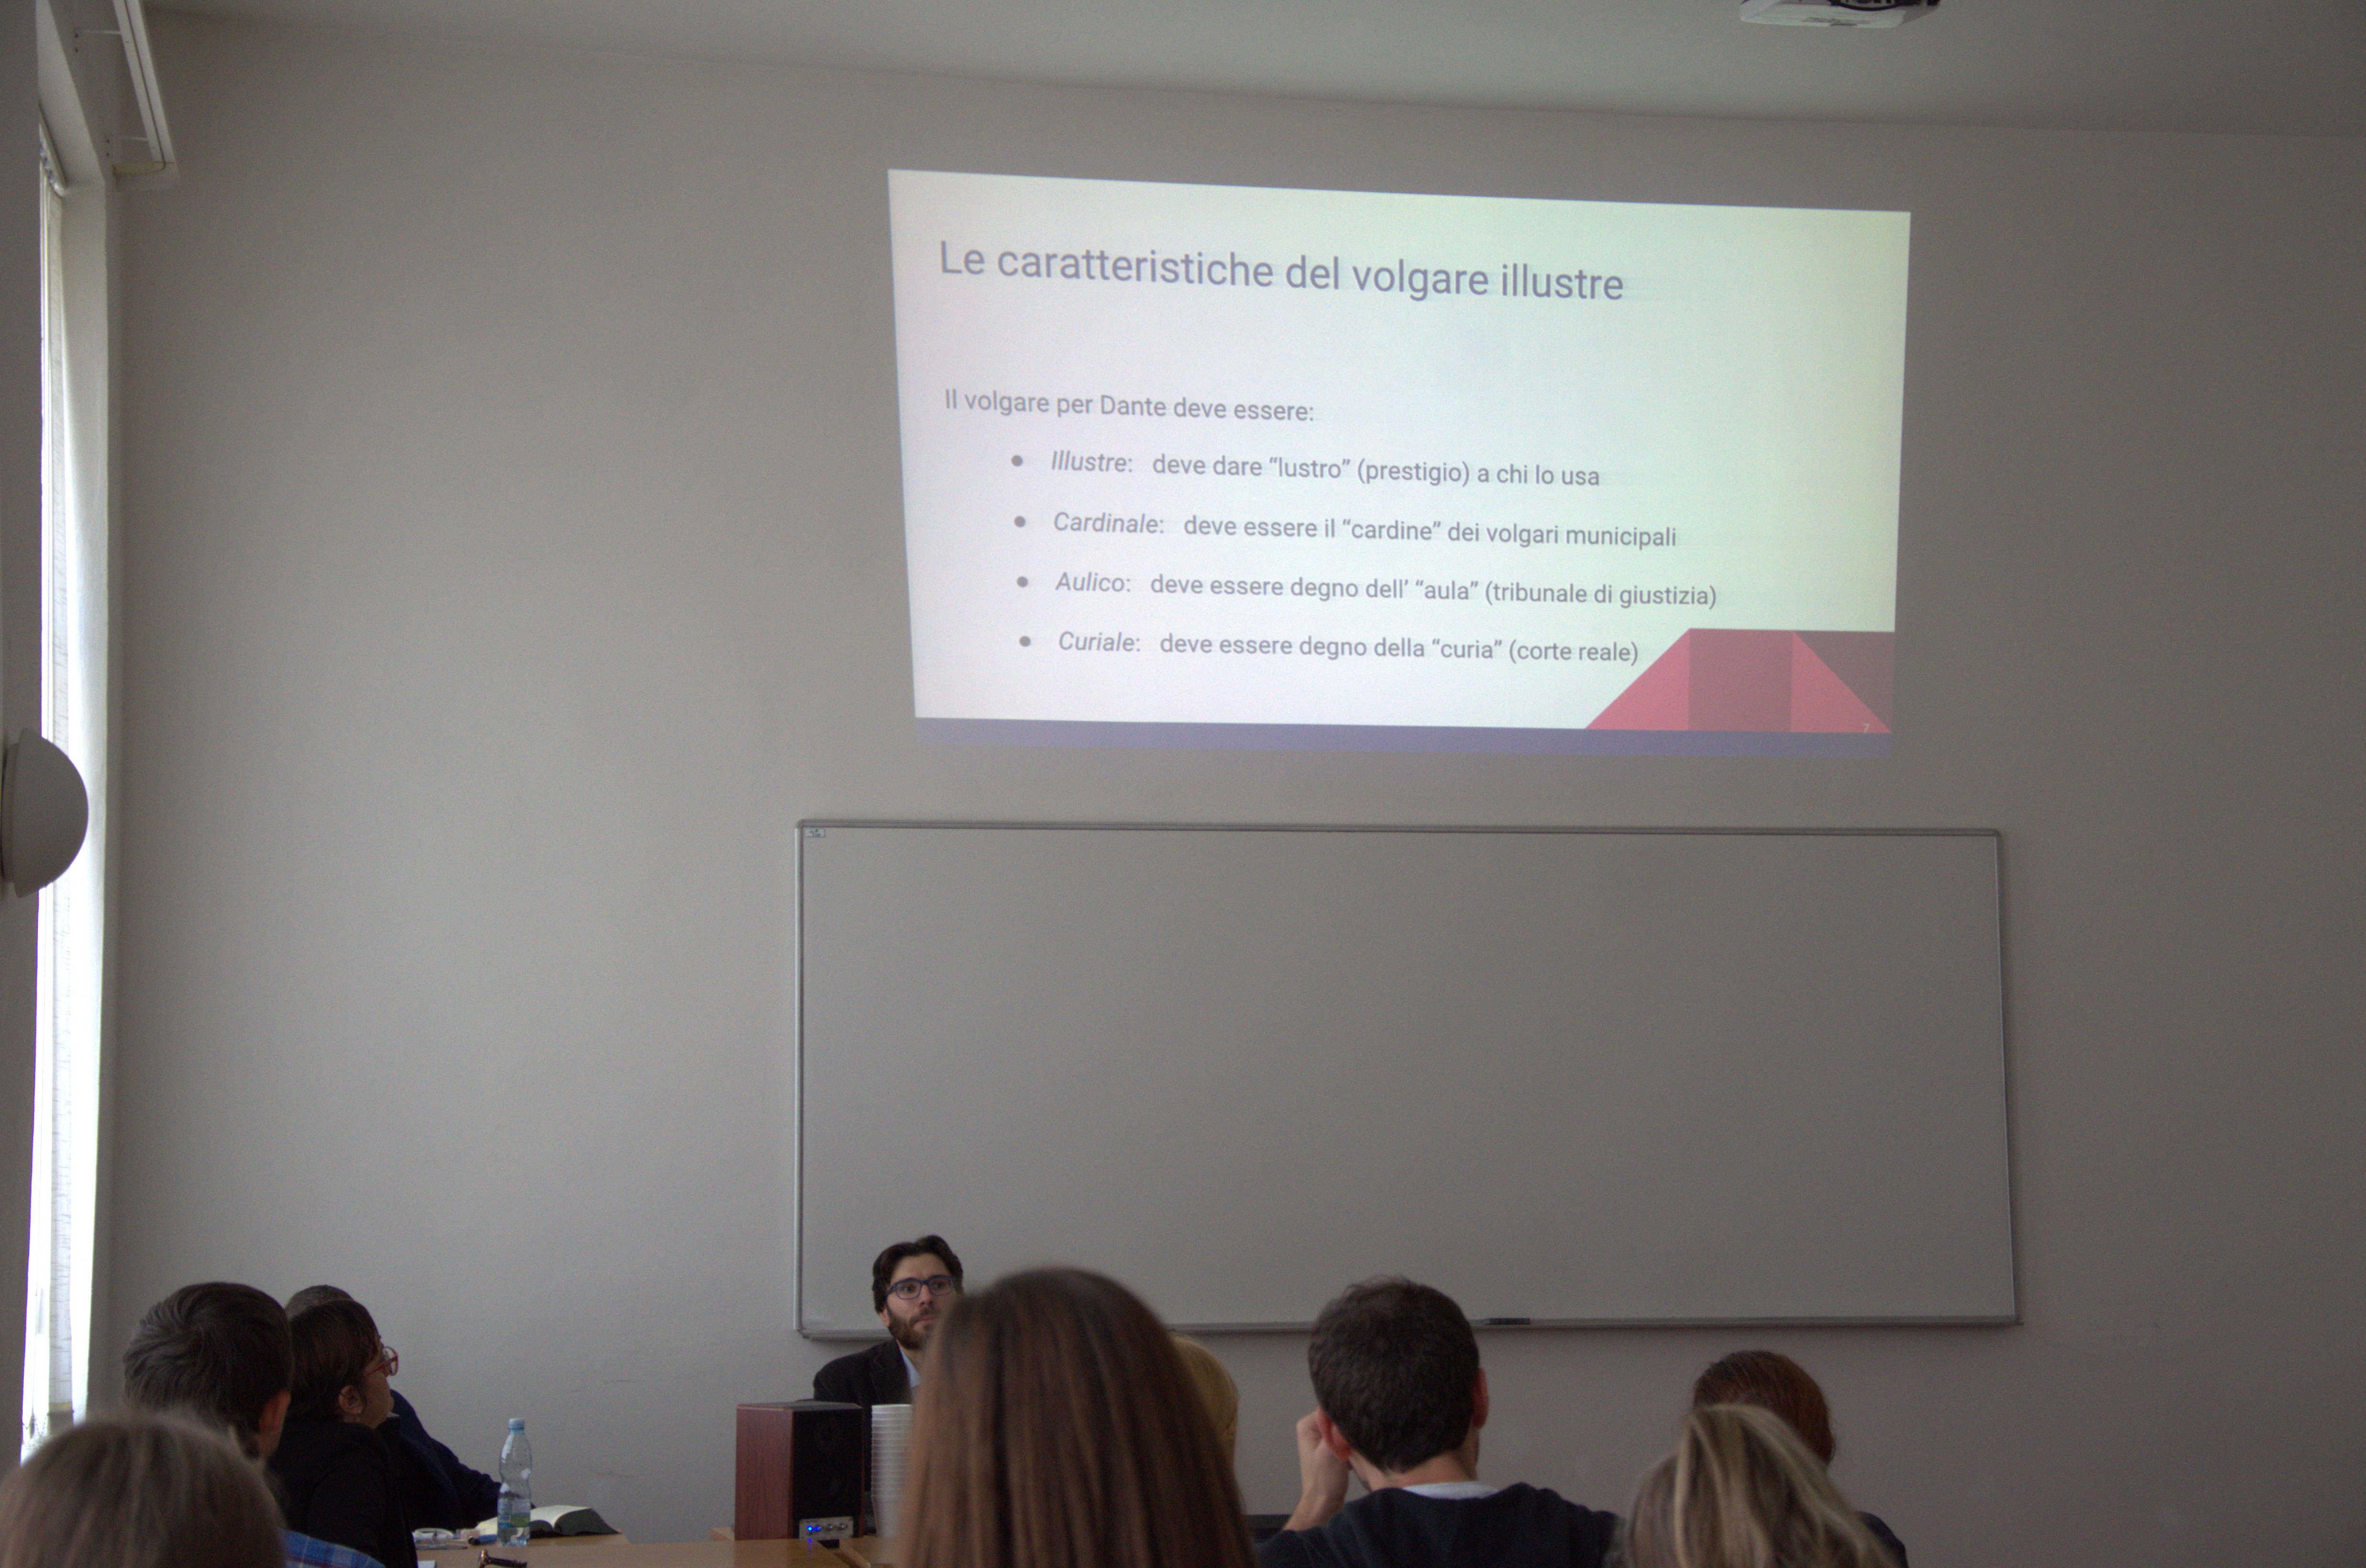 Le caratteristiche del volgare illustre
Il volgare per Dante deve essere:
● Illustre: deve dare “lustro” (prestigio) a chi lo usa
● Cardinale: deve essere il “cardine” dei volgari municipali
● Aulico: deve essere degno dell’ “aula” (tribunale di giustizia)
● Curiale: deve essere degno della “curia” (corte reale)
7